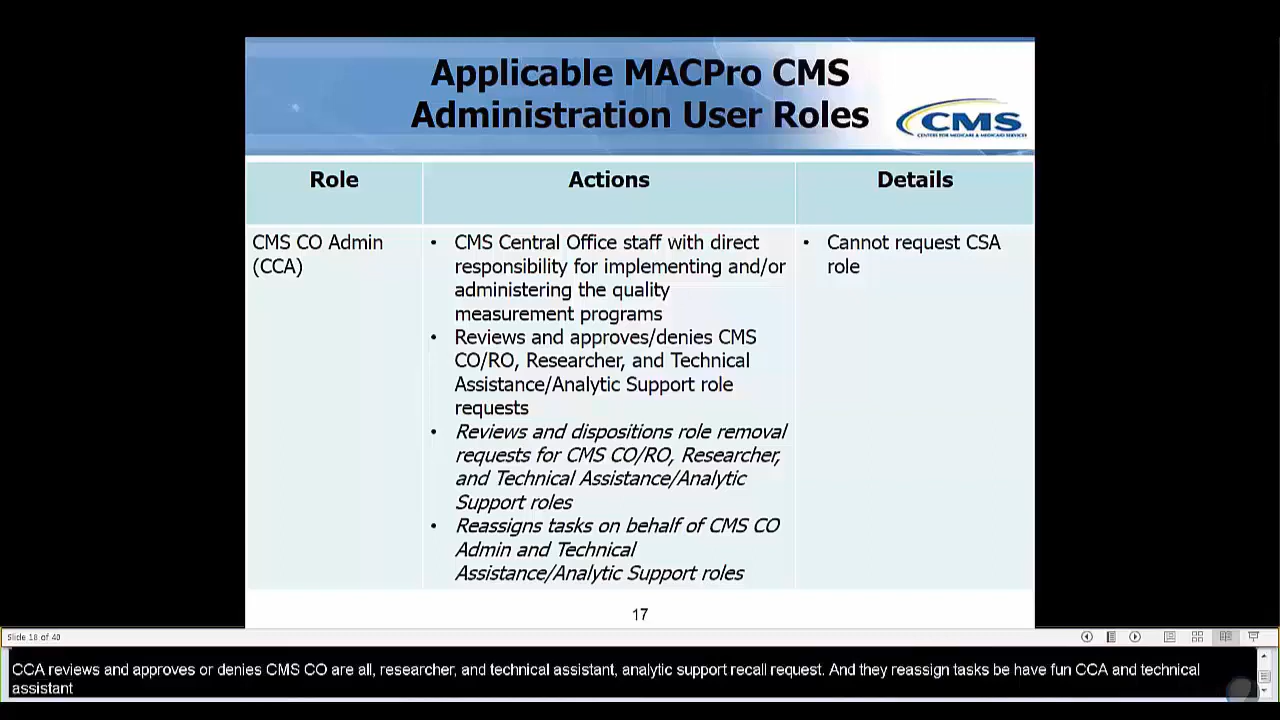 Applicable MACPro CMS
Administration User Roles
CMS
CENTERS FOR MEDICARE & MEDICAID SERVICES
Role
Actions
Details
CMS CO Admin
(CCA)
• CMS Central Office staff with direct
responsibility for implementing and/or
administering the quality
measurement programs
• Reviews and approves/denies CMS
CO/RO, Researcher, and Technical
Assistance/Analytic Support role
requests
• Reviews and dispositions role removal
requests for CMS CO/RO, Researcher,
and Technical Assistance/Analytic
Support roles
• Reassigns tasks on behalf of CMS CO
Admin and Technical
Assistance/Analytic Support roles
• Cannot request CSA
role
17
Slide 18 of 40
CCA reviews and approves or denies CMS CO are all, researcher, and technical assistant, analytic support recall request. And they reassign tasks be have fun CCA and technical
assistant